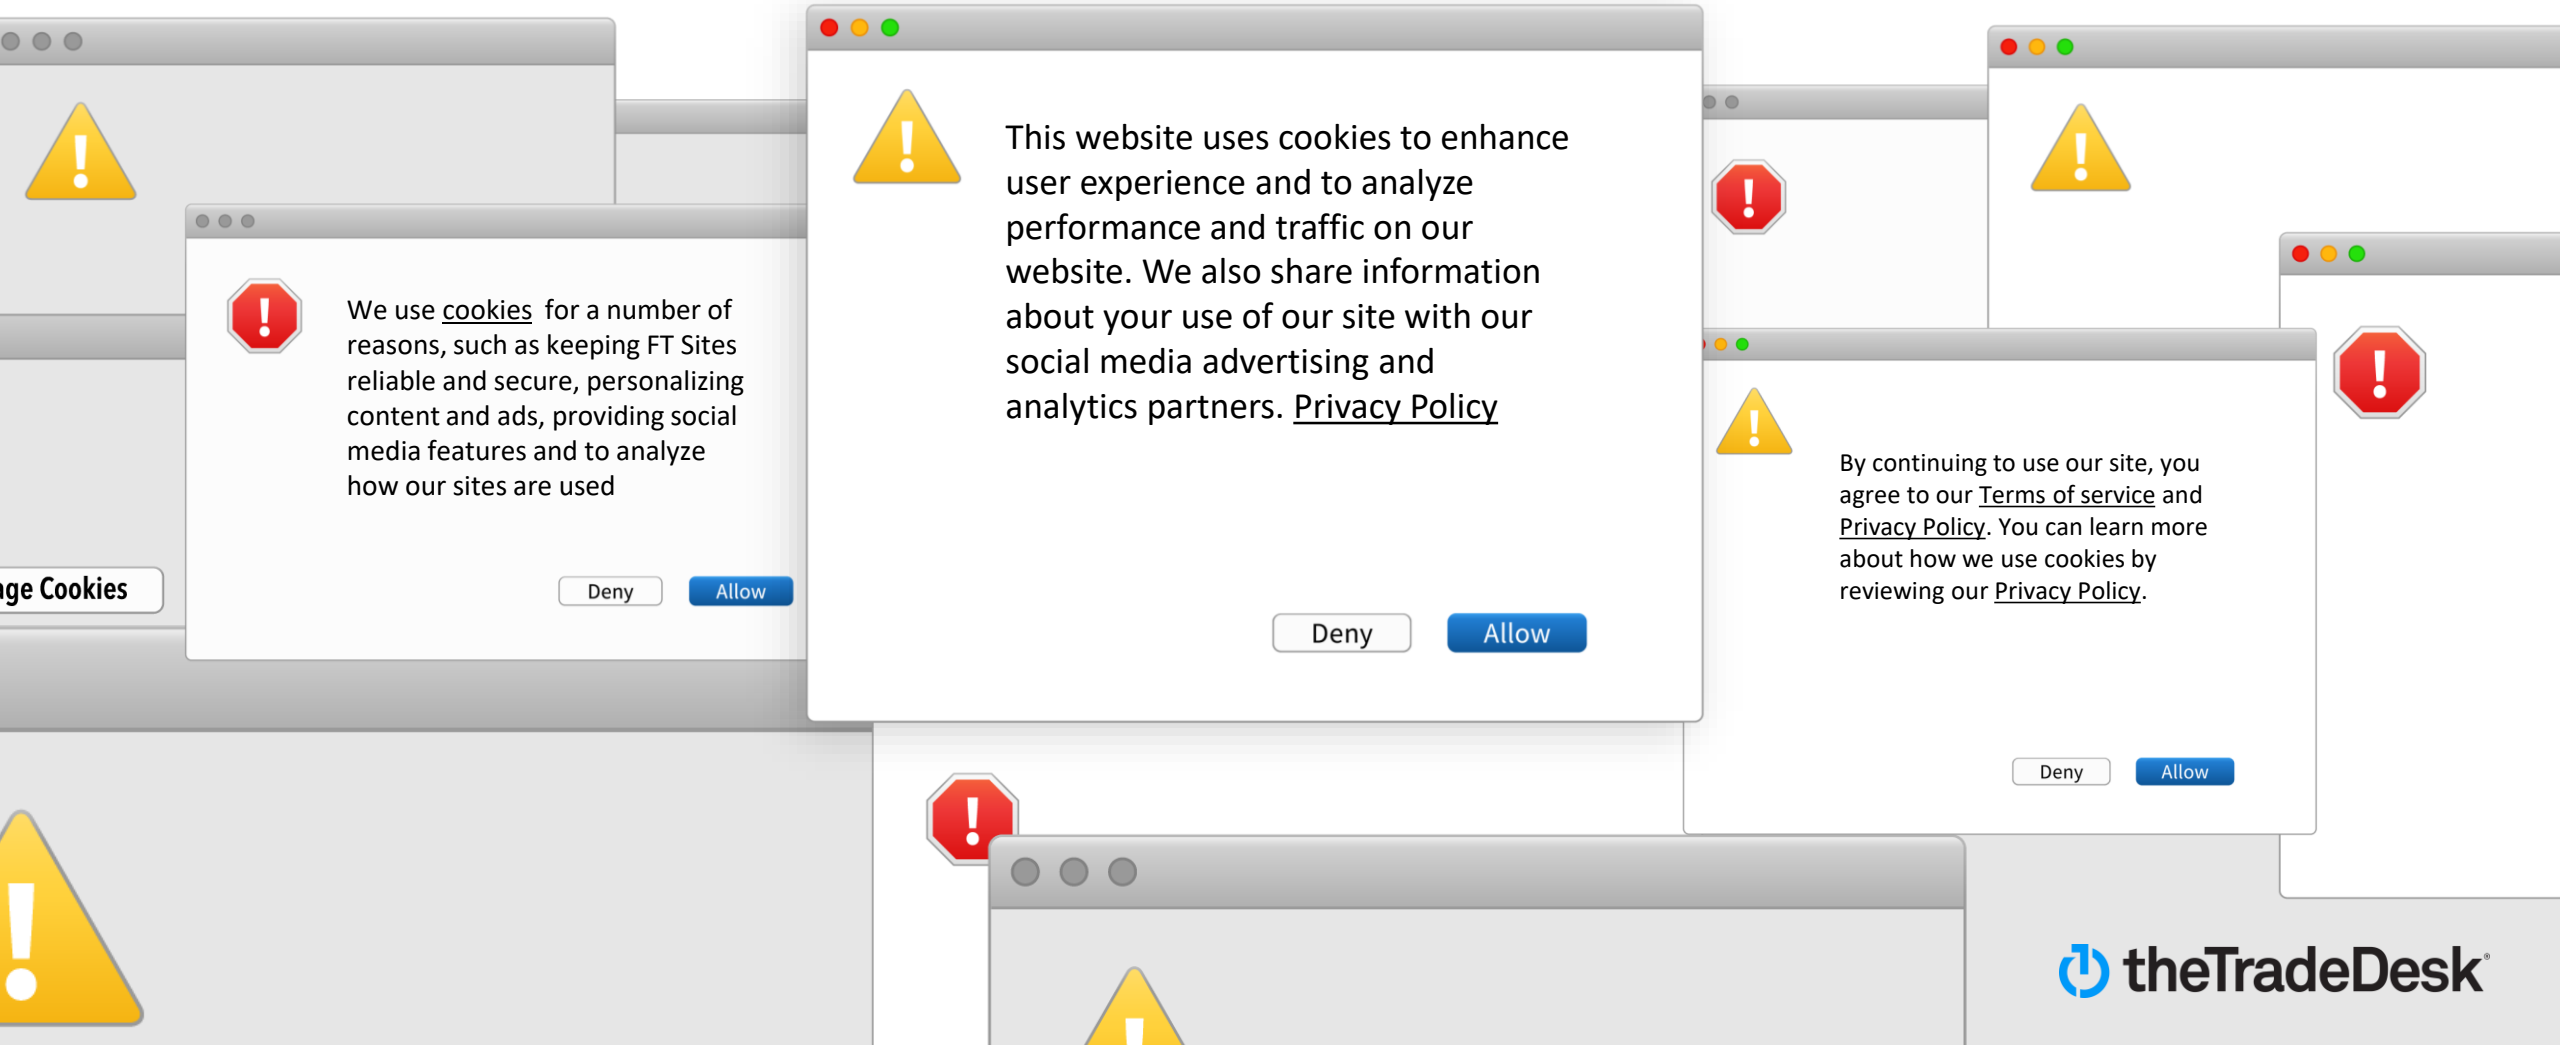 This website uses cookies to enhance
user experience and to analyze
performance and traffic on our
website. We also share information
about your use of our site with our
social media advertising and
analytics partners. Privacy Policy
Deny
Allow
We use cookies for a number of
reasons, such as keeping FT Sites
reliable and secure, personalizing
content and ads, providing social
media features and to analyze
how our sites are used
Deny
Allow
Cookies
By continuing to use our site, you
agree to our Terms of service and
Privacy Policy. You can learn more
about how we use cookies by
reviewing our Privacy Policy.
Deny
Allow
theTradeDesk